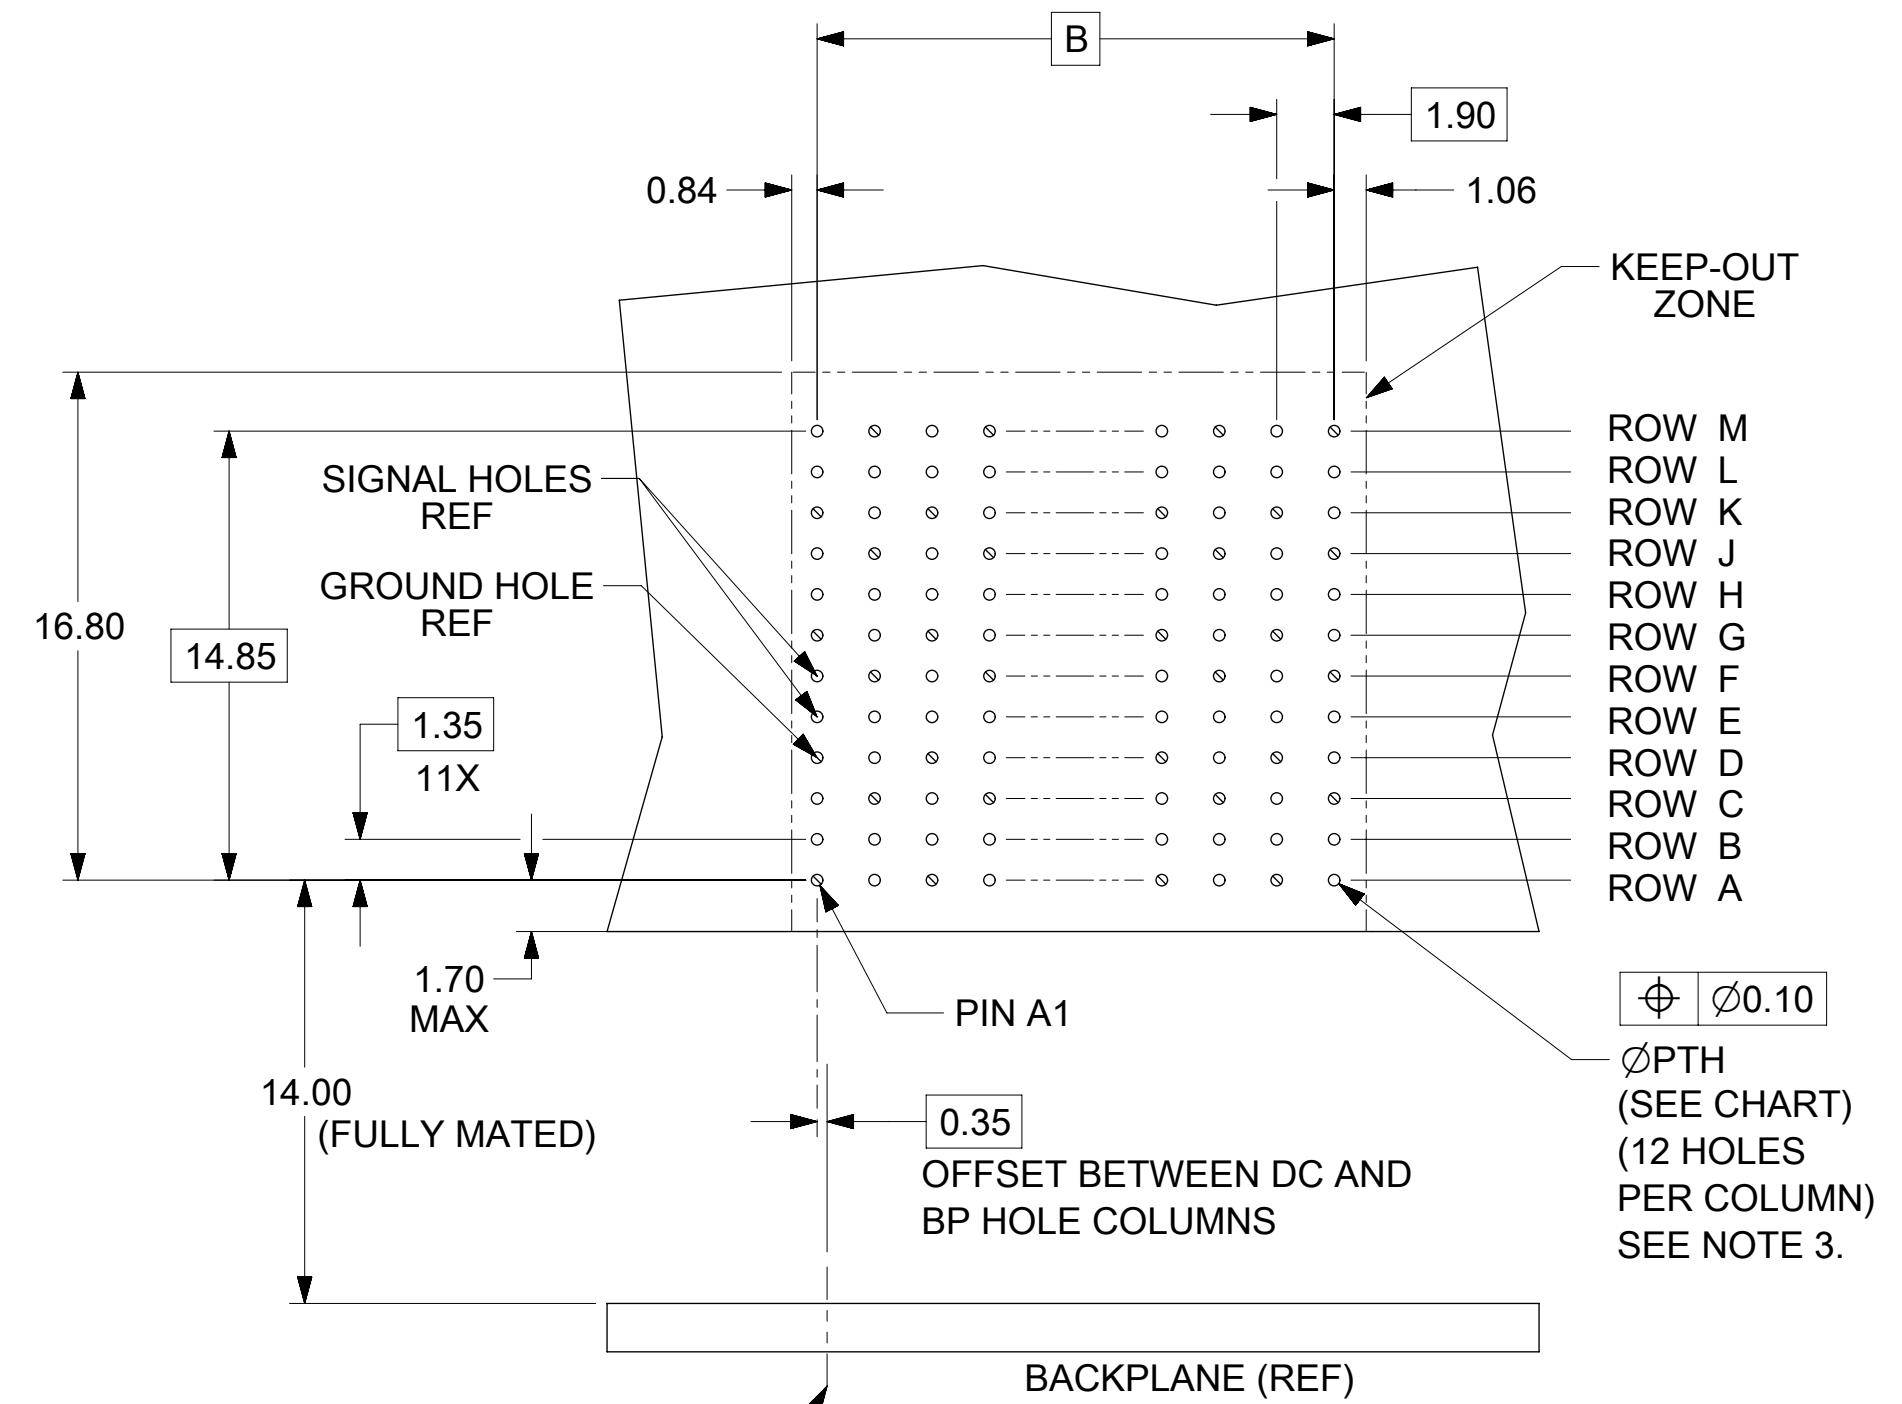 B
1.90
0.84
1.06
KEEP-OUT
ZONE
ROW M
ROW L
SIGNAL HOLES
REF
ROW K
ROW J
GROUND HOLE
REF
ROW H
16.80
14.85
ROW G
ROW F
1.35
11X
ROW E
ROW D
ROW C
ROW B
ROW A
1.70
MAX
PIN A1
⌖ ∅0.10
∅PTH
(SEE CHART)
(12 HOLES
PER COLUMN)
SEE NOTE 3.
14.00
(FULLY MATED)
0.35
OFFSET BETWEEN DC AND
BP HOLE COLUMNS
BACKPLANE (REF)